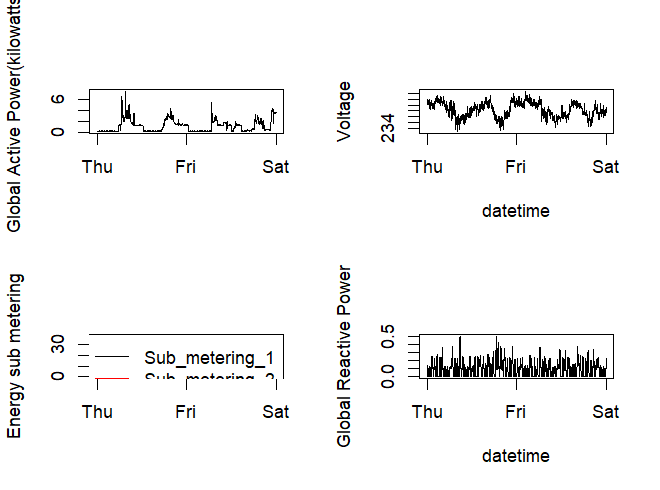 Global Active Power(kilowatts
6
0
Thu Fri Sat
Voltage
234
Thu Fri Sat
datetime
Energy sub metering
30
0
Sub_metering_1
Thu Fri Sat
Global Reactive Power
0.5
0.0
Thu Fri Sat
datetime